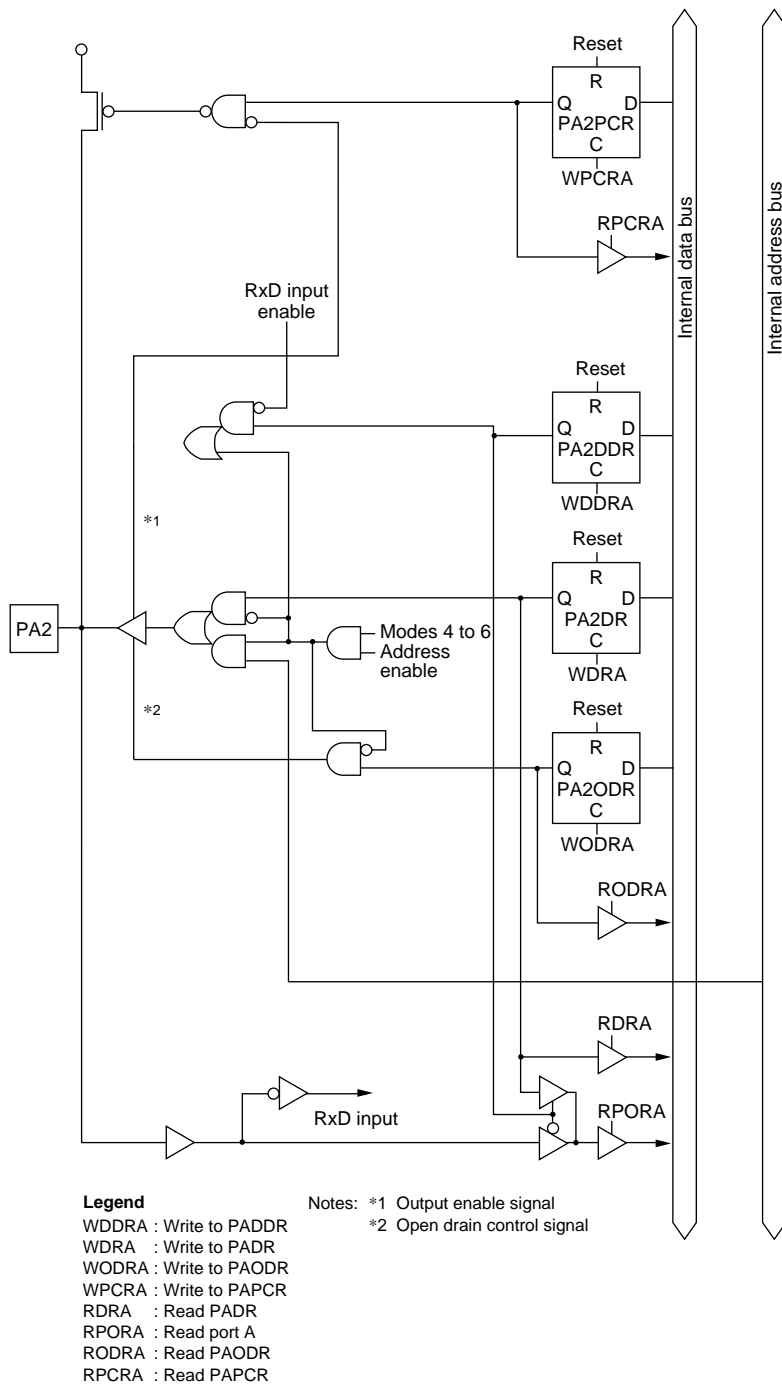 Reset
R
Q D
PA2PCR
C
WPCRA
RPCRA
Internal data bus
Internal address bus
RxD input
enable
Reset
R
Q D
PA2DDR
C
WDDRA
*1
Reset
R
Q D
PA2DR
C
WDRA
PA2
Modes 4 to 6
Address
enable
*2
Reset
R
Q D
PA2ODR
C
WODRA
RODRA
RDRA
RxD input
RPORA
Legend
WDDRA : Write to PADDR
WDRA : Write to PADR
WODRA : Write to PAODR
WPCRA : Write to PAPCR
RDRA : Read PADR
RPORA : Read port A
RODRA : Read PAODR
RPCRA : Read PAPCR
Notes: *1 Output enable signal
*2 Open drain control signal